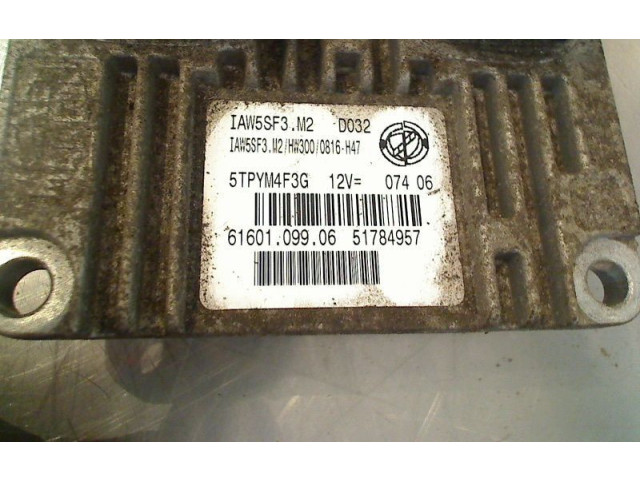 IAW5SF3.M2 D032
IAW5SF3.M2/HW300/0816-H47
5TPYM4F3G 12V= 074 06
61601.099.06 51784957